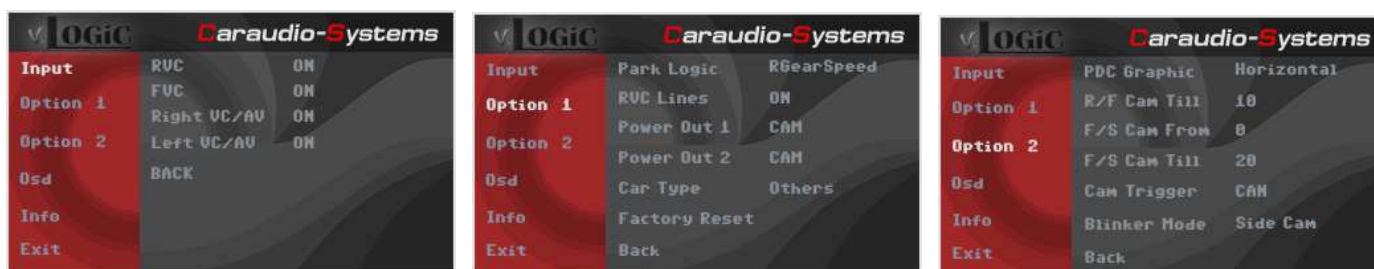 v.LOGiC Caraudio-Systems
Input RVC ON
FVC ON
Option 1 Right VC/AV ON
Option 2 Left VC/AV ON
Osd BACK
Info
Exit
v.LOGiC Caraudio-Systems
Input Park Logic RGearSpeed
Option 1 RVC Lines ON
Power Out 1 CAM
Option 2 Power Out 2 CAM
Osd Car Type Others
Info Factory Reset
Exit Back
v.LOGiC Caraudio-Systems
Input PDC Graphic Horizontal
Option 1 R/F Cam Till 10
F/S Cam From 0
Option 2 F/S Cam Till 20
Osd Cam Trigger CAN
Info Blinker Mode Side Cam
Exit Back